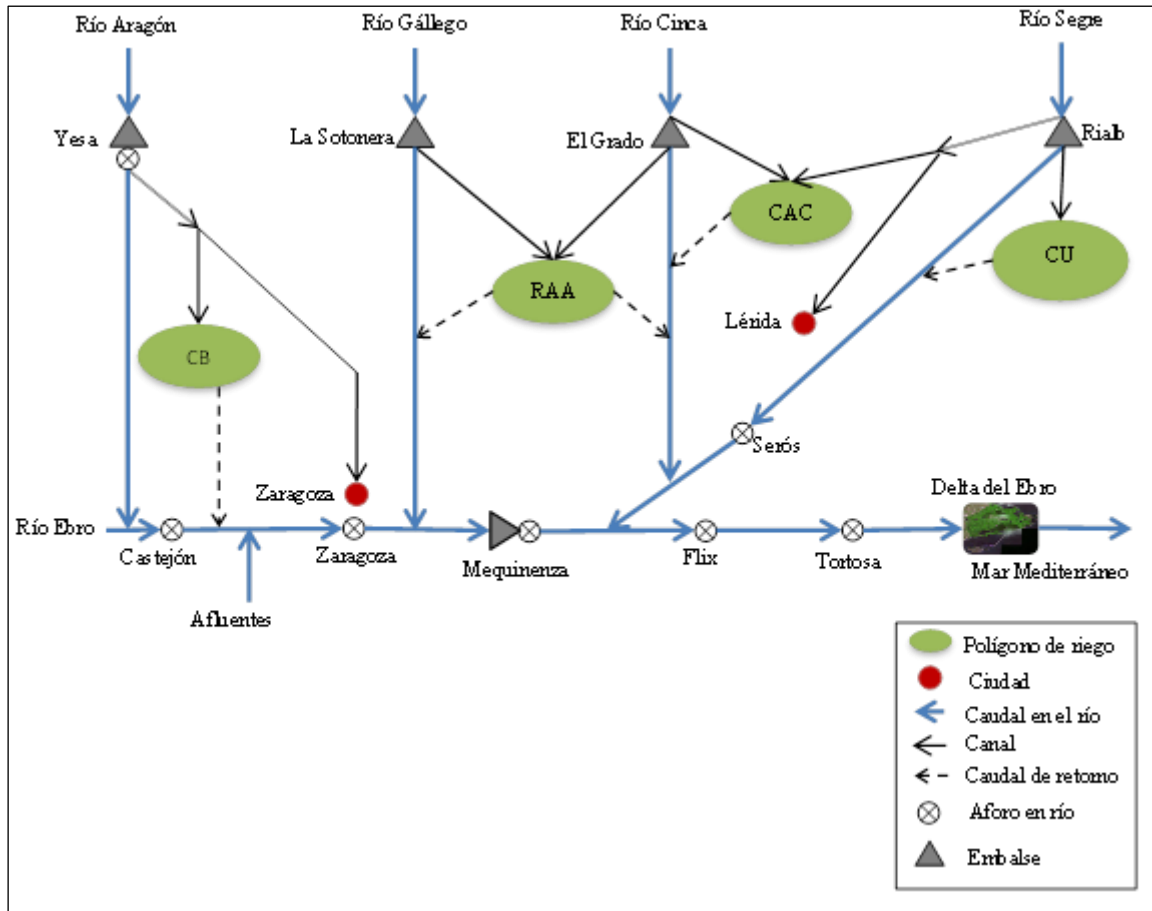 Río Aragón
Río Gállego
Río Cinca
Río Segre
Yesa
La Sotonera
El Grado
Rialb
CAC
CU
RAA
Lérida
CB
Serós
Zaragoza
Delta del Ebro
Río Ebro
Castejón
Zaragoza
Mequinenza
Flix
Tortosa
Mar Mediterráneo
Afluentes
Polígono de riego
Ciudad
Caudal en el río
Canal
Caudal de retorno
Aforo en río
Embalse